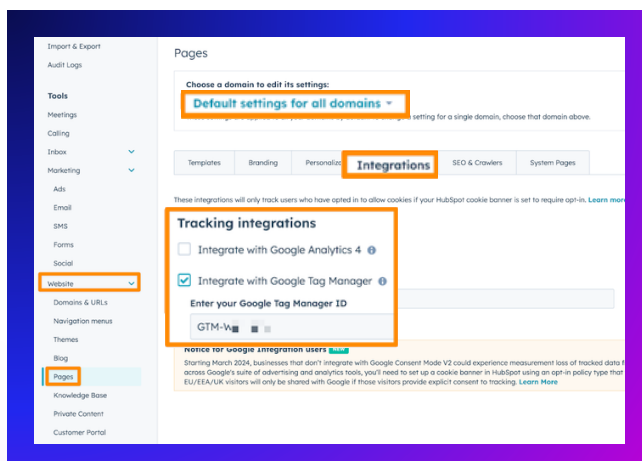 Import & Export
Audit Logs
Tools
Meetings
Calling
Inbox
Marketing
Ads
Email
SMS
Forms
Social
Website
Domains & URLs
Navigation menus
Themes
Blog
Pages
Knowledge Base
Private Content
Customer Portal
Pages
Choose a domain to edit its settings:
Default settings for all domains
setting for a single domain, choose that domain above.
Templates Branding Integrations SEO & Crawlers System Pages
These integrations will only track users who have opted in to allow cookies if your HubSpot cookie banner is set to require opt-in. Learn more
Tracking integrations
Integrate with Google Analytics 4
Integrate with Google Tag Manager
Enter your Google Tag Manager ID
GTM-W
Notice for Google Integration users NEW
Starting March 2024, businesses that don't integrate with Google Consent Mode V2 could experience measurement loss of tracked data f
across Google's suite of advertising and analytics tools, you'll need to set up a cookie banner in HubSpot using an opt-in policy type that
EU/EEA/UK visitors will only be shared with Google if those visitors provide explicit consent to tracking. Learn More